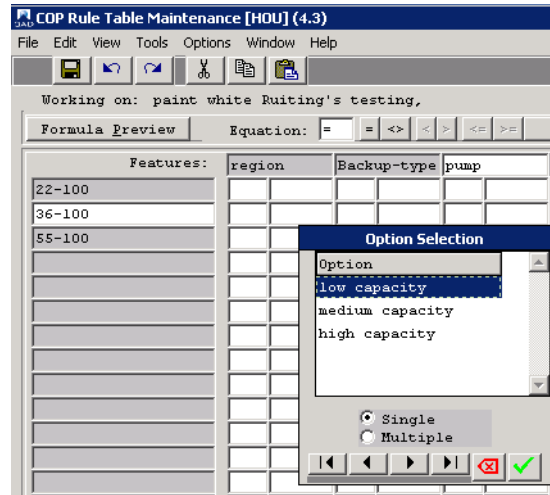 COP Rule Table Maintenance [HOU] (4.3)
File Edit View Tools Options Window Help
Working on: paint white Ruiting's testing,
Formula Preview Equation: = = <> < > <= >=
Features: region Backup-type pump
22-100
36-100
55-100
Option Selection
Option
low capacity
medium capacity
high capacity
Single
Multiple